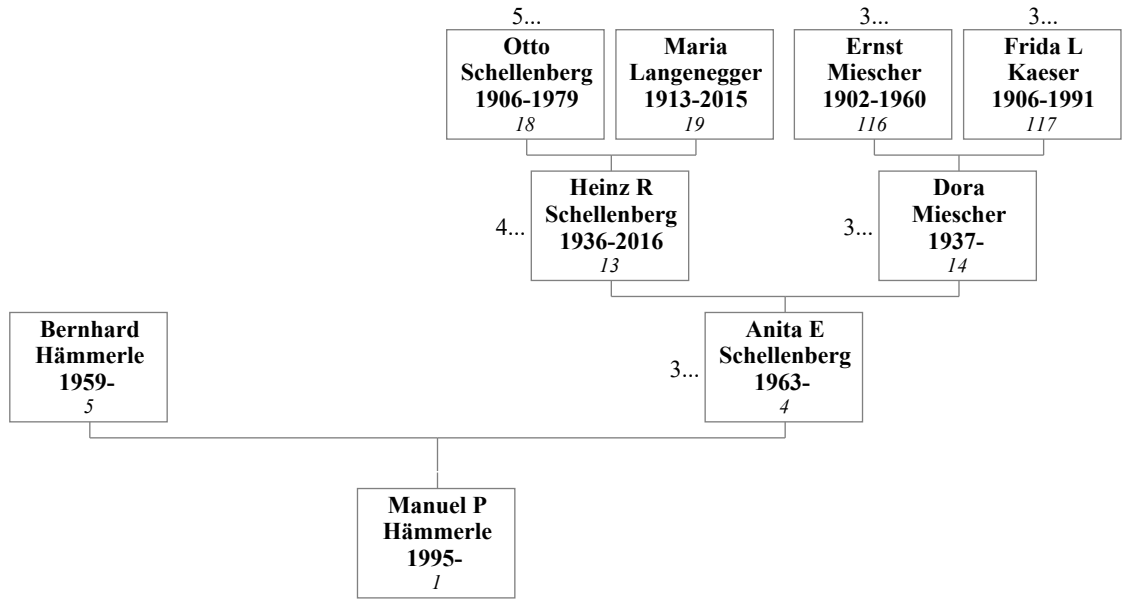 5...
Otto
Schellenberg
1906-1979
18
Maria
Langenegger
1913-2015
19
3...
Ernst
Miescher
1902-1960
116
3...
Frida L
Kaeser
1906-1991
117
4...
Heinz R
Schellenberg
1936-2016
13
3...
Dora
Miescher
1937-
14
Bernhard
Hämmerle
1959-
5
3...
Anita E
Schellenberg
1963-
4
Manuel P
Hämmerle
1995-
1